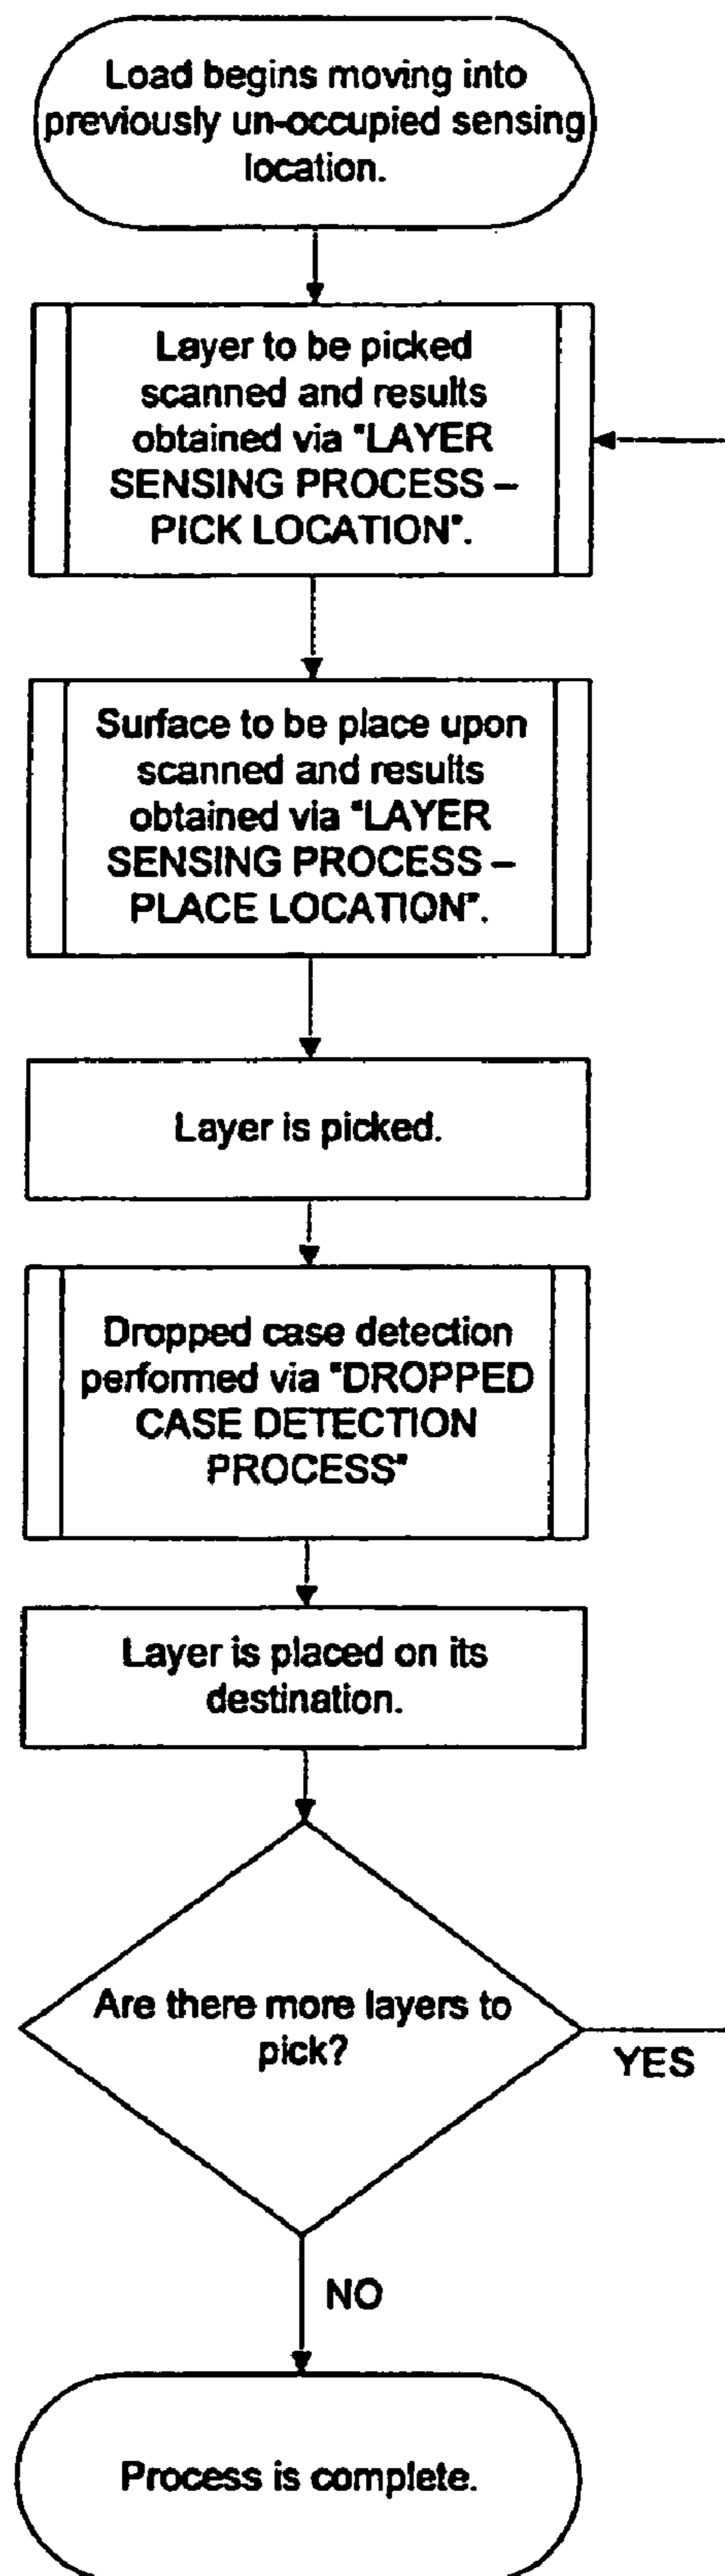 Load begins moving into
previously un-occupied sensing
location.
Layer to be picked
scanned and results
obtained via "LAYER
SENSING PROCESS –
PICK LOCATION".
Surface to be place upon
scanned and results
obtained via "LAYER
SENSING PROCESS –
PLACE LOCATION".
Layer is picked.
Dropped case detection
performed via "DROPPED
CASE DETECTION
PROCESS"
Layer is placed on its
destination.
Are there more layers to
pick?
YES
NO
Process is complete.